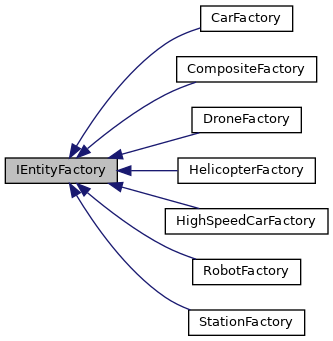 CarFactory
CompositeFactory
DroneFactory
IEntityFactory
HelicopterFactory
HighSpeedCarFactory
RobotFactory
StationFactory